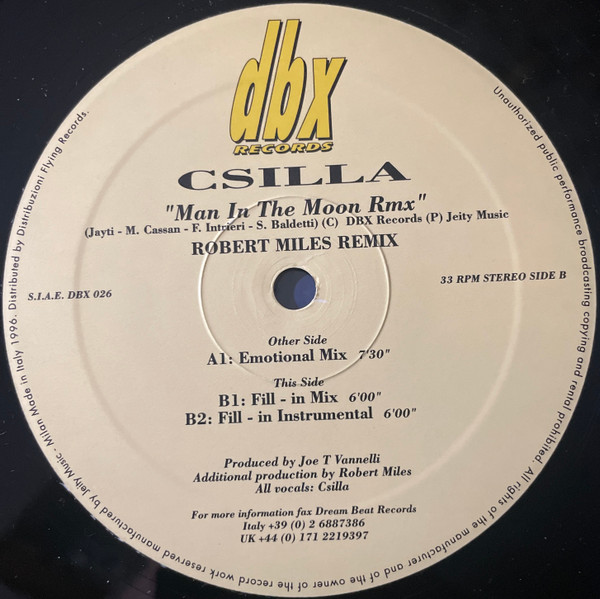 dbx
RECORDS
CSILLA
"Man In The Moon Rmx"
(Jayti - M. Cassan - F. Intrieri - S. Baldetti) (C) DBX Records (P) Jeity Music
ROBERT MILES REMIX
S.I.A.E. DBX 026
33 RPM STEREO SIDE B
Other Side
A1: Emotional Mix 7'30"
This Side
B1: Fill - in Mix 6'00"
B2: Fill - in Instrumental 6'00"
Produced by Joe T Vannelli
Additional production by Robert Miles
All vocals: Csilla
For more information fax Dream Beat Records
Italy +39 (0) 2 6887386
UK +44 (0) 171 2219397
Unauthorized public performance broadcasting copying and rental prohibited. All rights of the manufacturer and of the owner of the record work reserved manufactured by Jeity Music - Milan Made in Italy 1996. Distributed by Distribuzioni Flying Records.